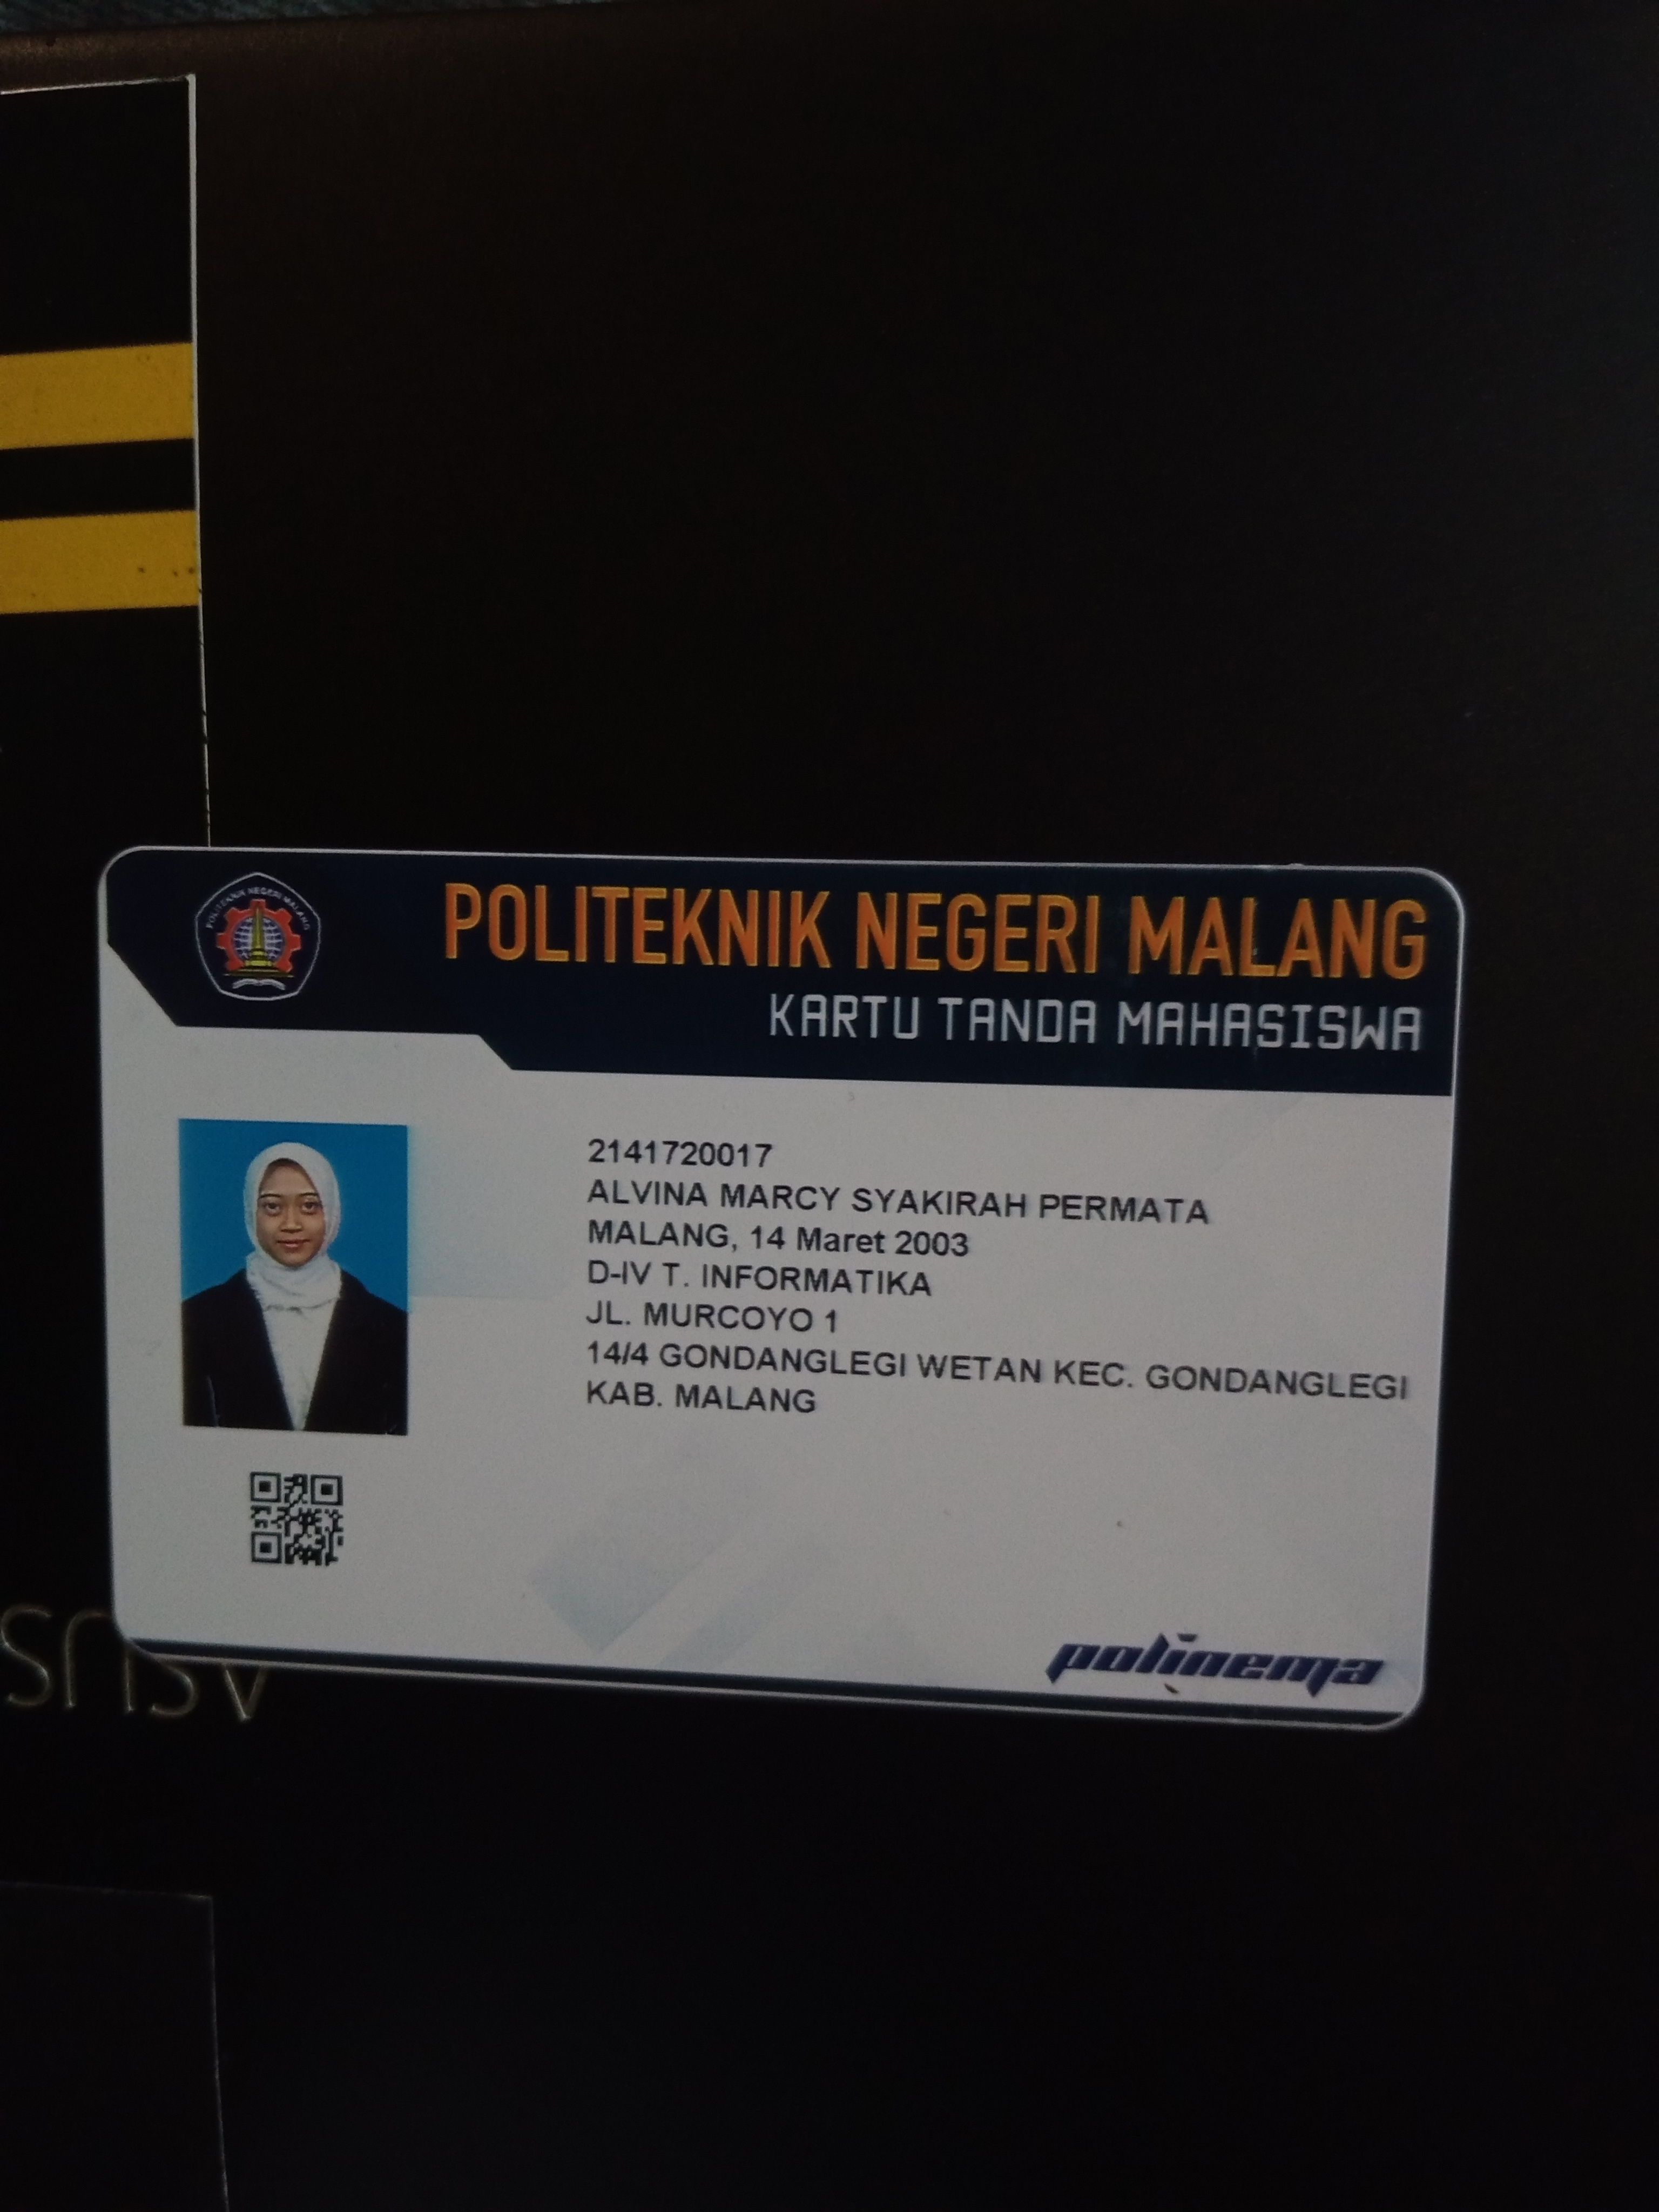 POLITEKNIK NEGERI MALANG
POLITEKNIK NEGERI MALANG
KARTU TANDA MAHASISWA
2141720017
ALVINA MARCY SYAKIRAH PERMATA
MALANG, 14 Maret 2003
D-IV T. INFORMATIKA
JL. MURCOYO 1
14/4 GONDANGLEGI WETAN KEC. GONDANGLEGI
KAB. MALANG
polinema
ASUS